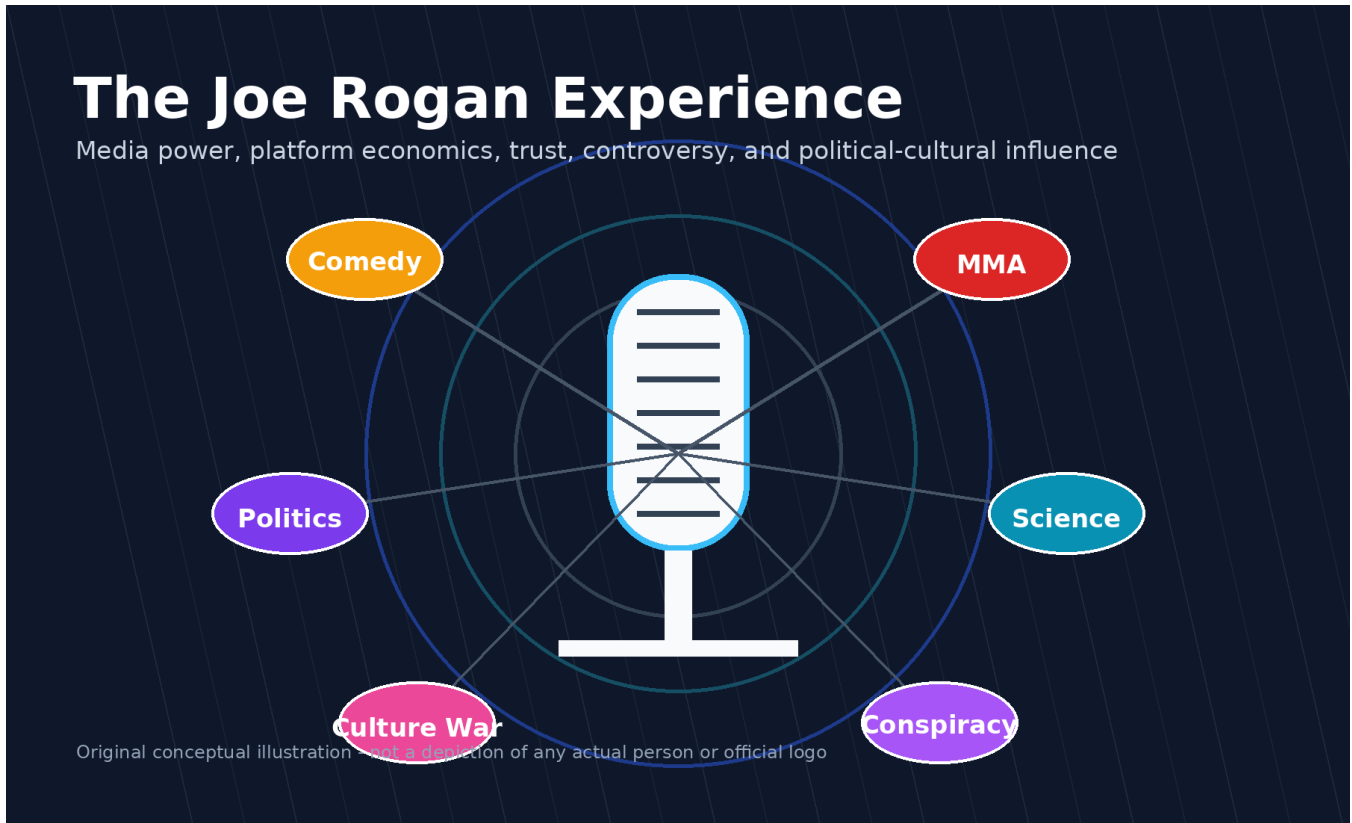 The Joe Rogan Experience
Media power, platform economics, trust, controversy, and political-cultural influence
Comedy
MMA
Politics
Science
Culture War
Conspiracy
Original conceptual illustration - not a depiction of any actual person or official logo